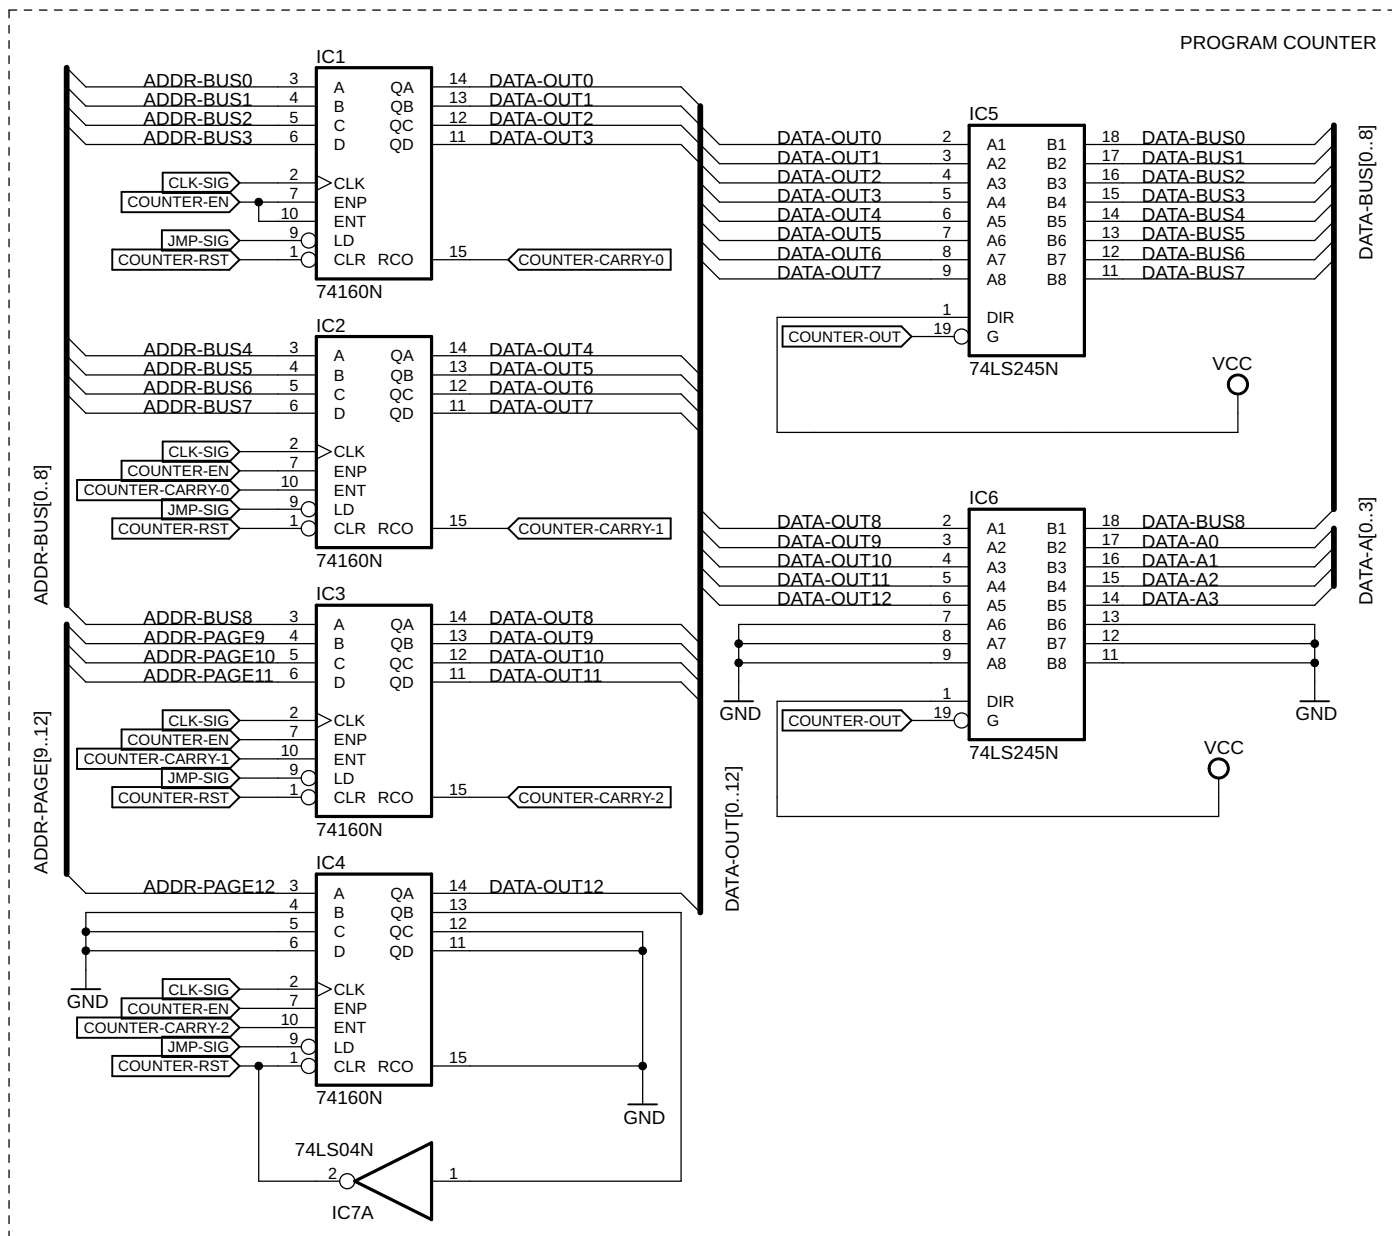 PROGRAM COUNTER
IC1
ADDR-BUS0 3 A QA 14 DATA-OUT0
ADDR-BUS1 4 B QB 13 DATA-OUT1
ADDR-BUS2 5 C QC 12 DATA-OUT2
ADDR-BUS3 6 D QD 11 DATA-OUT3
CLK-SIG 2 CLK
COUNTER-EN 7 ENP
10 ENT
JMP-SIG 9 LD
COUNTER-RST 1 CLR RCO 15 COUNTER-CARRY-0
74160N
IC2
ADDR-BUS4 3 A QA 14 DATA-OUT4
ADDR-BUS5 4 B QB 13 DATA-OUT5
ADDR-BUS6 5 C QC 12 DATA-OUT6
ADDR-BUS7 6 D QD 11 DATA-OUT7
CLK-SIG 2 CLK
COUNTER-EN 7 ENP
COUNTER-CARRY-0 10 ENT
JMP-SIG 9 LD
COUNTER-RST 1 CLR RCO 15 COUNTER-CARRY-1
74160N
ADDR-BUS[0..8]
IC3
ADDR-BUS8 3 A QA 14 DATA-OUT8
ADDR-PAGE9 4 B QB 13 DATA-OUT9
ADDR-PAGE10 5 C QC 12 DATA-OUT10
ADDR-PAGE11 6 D QD 11 DATA-OUT11
CLK-SIG 2 CLK
COUNTER-EN 7 ENP
COUNTER-CARRY-1 10 ENT
JMP-SIG 9 LD
COUNTER-RST 1 CLR RCO 15 COUNTER-CARRY-2
74160N
ADDR-PAGE[9..12]
IC4
ADDR-PAGE12 3 A QA 14 DATA-OUT12
4 B QB 13
5 C QC 12
6 D QD 11
GND
CLK-SIG 2 CLK
COUNTER-EN 7 ENP
COUNTER-CARRY-2 10 ENT
JMP-SIG 9 LD
COUNTER-RST 1 CLR RCO 15
74160N
GND
74LS04N
2 1
IC7A
DATA-OUT[0..12]
IC5
DATA-OUT0 2 A1 B1 18 DATA-BUS0
DATA-OUT1 3 A2 B2 17 DATA-BUS1
DATA-OUT2 4 A3 B3 16 DATA-BUS2
DATA-OUT3 5 A4 B4 15 DATA-BUS3
DATA-OUT4 6 A5 B5 14 DATA-BUS4
DATA-OUT5 7 A6 B6 13 DATA-BUS5
DATA-OUT6 8 A7 B7 12 DATA-BUS6
DATA-OUT7 9 A8 B8 11 DATA-BUS7
1 DIR
COUNTER-OUT 19 G
74LS245N
VCC
DATA-BUS[0..8]
IC6
DATA-OUT8 2 A1 B1 18 DATA-BUS8
DATA-OUT9 3 A2 B2 17 DATA-A0
DATA-OUT10 4 A3 B3 16 DATA-A1
DATA-OUT11 5 A4 B4 15 DATA-A2
DATA-OUT12 6 A5 B5 14 DATA-A3
7 A6 B6 13
8 A7 B7 12
9 A8 B8 11
GND 1 DIR GND
COUNTER-OUT 19 G
74LS245N
VCC
DATA-A[0..3]